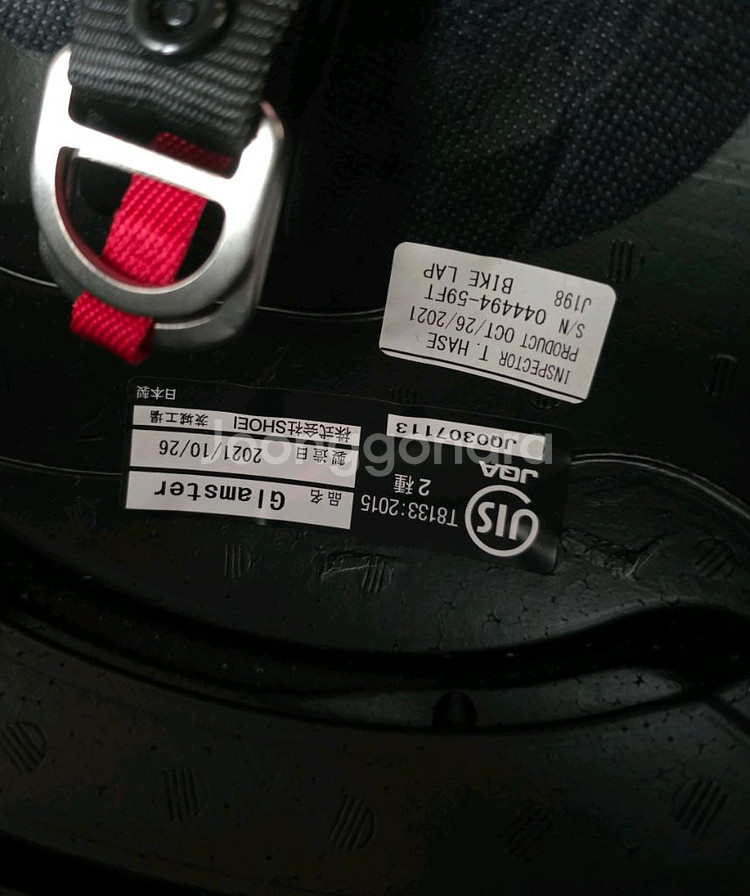 INSPECTOR T. HASE
PRODUCT OCT/26/2021
S/N 044494-59FT
BIKE LAP
J198
JIS
T8133:2015
2種
JQA
JQ0307113
品名 Glamster
製造日 2021/10/26
株式会社SHOEI 茨城工場
日本製
Joonggonara